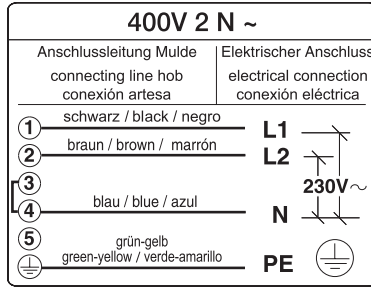 400V 2 N ~
Anschlussleitung Mulde
connecting line hob
conexión artesa
Elektrischer Anschluss
electrical connection
conexión eléctrica
1 schwarz / black / negro L1
2 braun / brown / marrón L2
3 230V~
4 blau / blue / azul N
5
grün-gelb
green-yellow / verde-amarillo PE